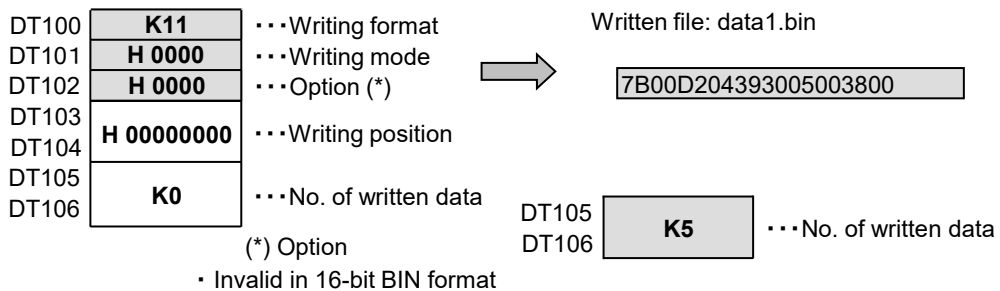 DT100 K11 ・・・Writing format
DT101 H 0000 ・・・Writing mode
DT102 H 0000 ・・・Option (*)
DT103
DT104 H 00000000 ・・・Writing position
DT105
DT106 K0 ・・・No. of written data
(*) Option
・Invalid in 16-bit BIN format
Written file: data1.bin
7B00D204393005003800
DT105
DT106 K5 ・・・No. of written data